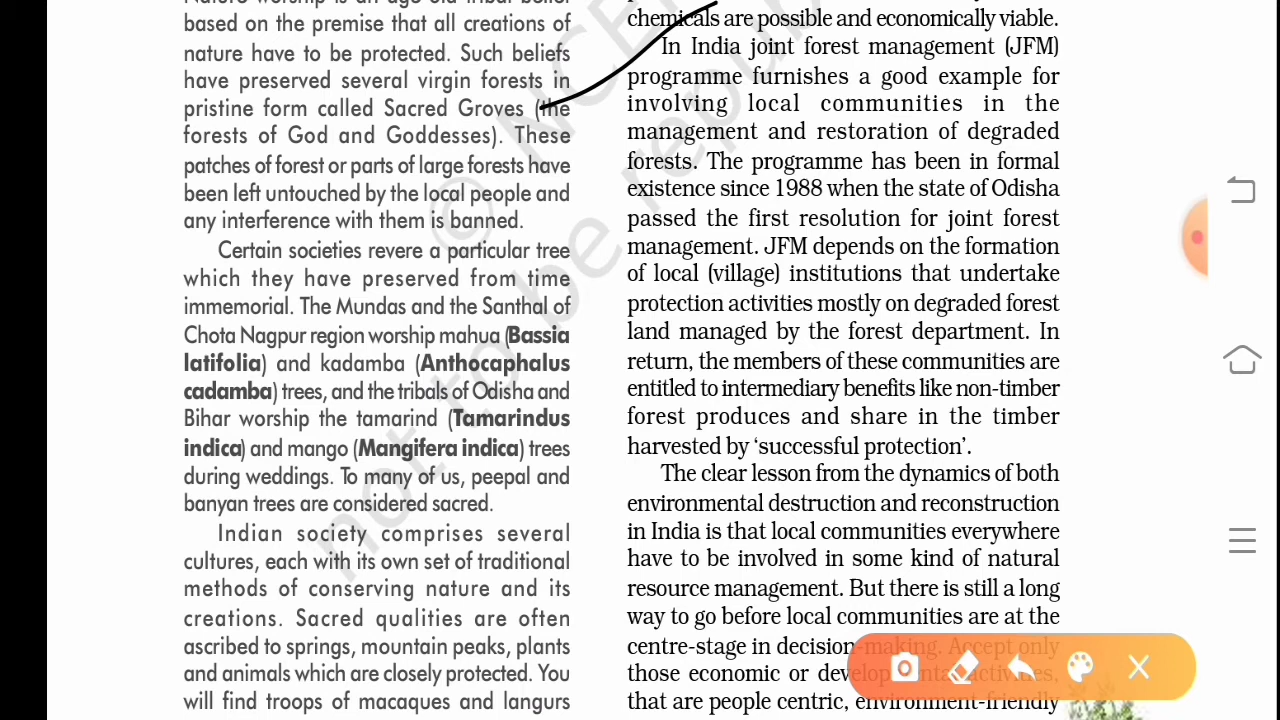 based on the premise that all creations of
nature have to be protected. Such beliefs
have preserved several virgin forests in
pristine form called Sacred Groves (the
forests of God and Goddesses). These
patches of forest or parts of large forests have
been left untouched by the local people and
any interference with them is banned.
Certain societies revere a particular tree
which they have preserved from time
immemorial. The Mundas and the Santhal of
Chota Nagpur region worship mahua (Bassia
latifolia) and kadamba (Anthocaphalus
cadamba) trees, and the tribals of Odisha and
Bihar worship the tamarind (Tamarindus
indica) and mango (Mangifera indica) trees
during weddings. To many of us, peepal and
banyan trees are considered sacred.
Indian society comprises several
cultures, each with its own set of traditional
methods of conserving nature and its
creations. Sacred qualities are often
ascribed to springs, mountain peaks, plants
and animals which are closely protected. You
will find troops of macaques and langurs
chemicals are possible and economically viable.
In India joint forest management (JFM)
programme furnishes a good example for
involving local communities in the
management and restoration of degraded
forests. The programme has been in formal
existence since 1988 when the state of Odisha
passed the first resolution for joint forest
management. JFM depends on the formation
of local (village) institutions that undertake
protection activities mostly on degraded forest
land managed by the forest department. In
return, the members of these communities are
entitled to intermediary benefits like non-timber
forest produces and share in the timber
harvested by ‘successful protection’.
The clear lesson from the dynamics of both
environmental destruction and reconstruction
in India is that local communities everywhere
have to be involved in some kind of natural
resource management. But there is still a long
way to go before local communities are at the
centre-stage in decision-making. Accept only
those economic or developmental activities,
that are people centric, environment-friendly
not to be repub